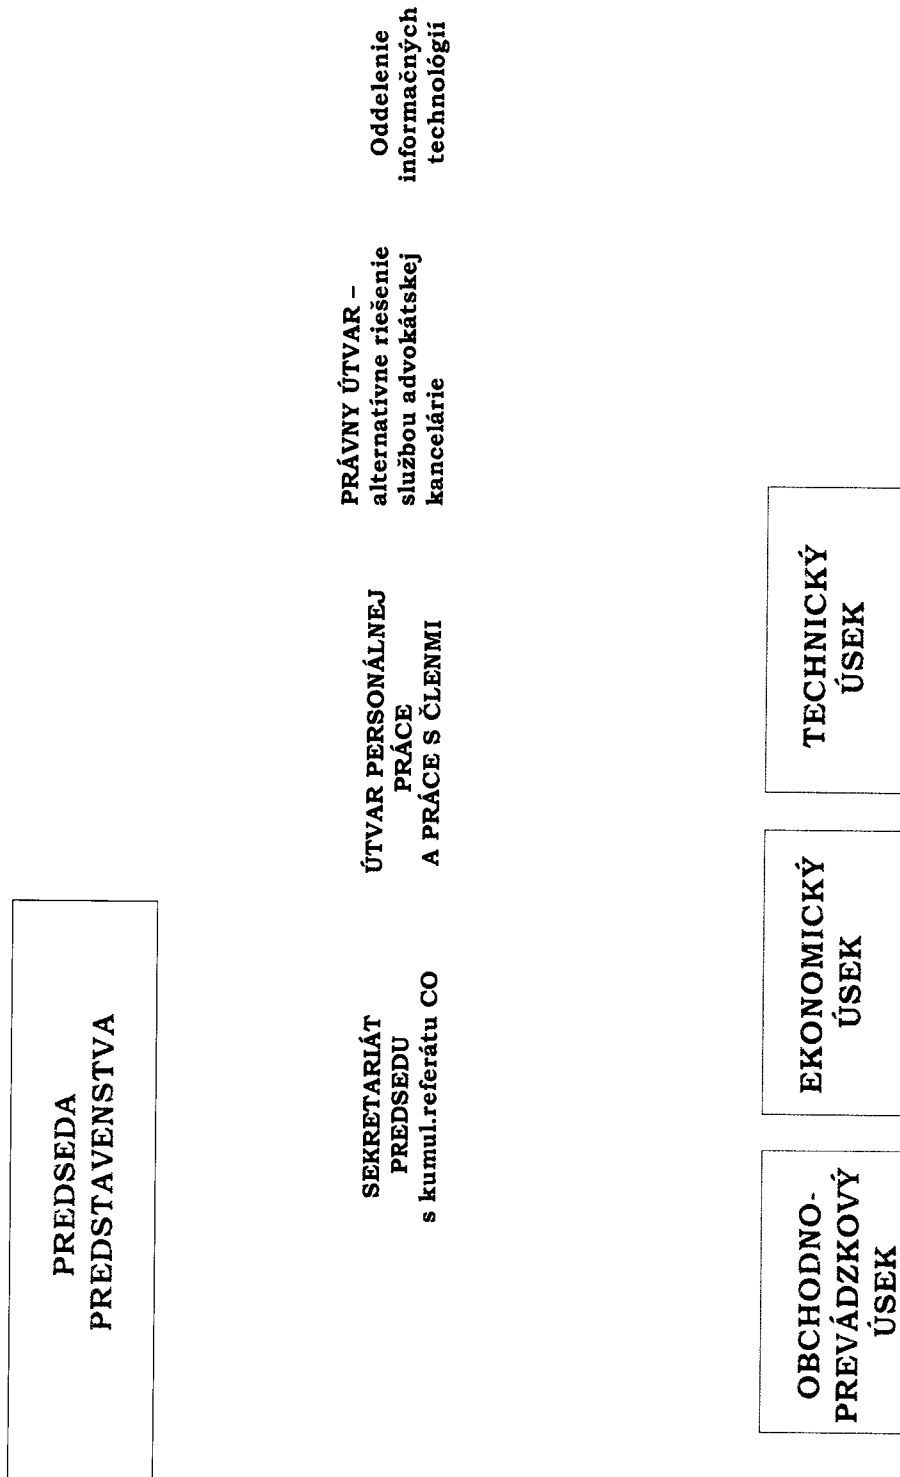 PREDSEDA
PREDSTAVENSTVA
SEKRETARIÁT
PREDSEDU
s kumul.referátu CO
ÚTVAR PERSONÁLNEJ
PRÁCE
A PRÁCE S ČLENMI
PRÁVNY ÚTVAR –
alternatívne riešenie
službou advokátskej
kancelárie
Oddelenie
informačných
technológií
OBCHODNO-
PREVÁDZKOVÝ
ÚSEK
EKONOMICKÝ
ÚSEK
TECHNICKÝ
ÚSEK